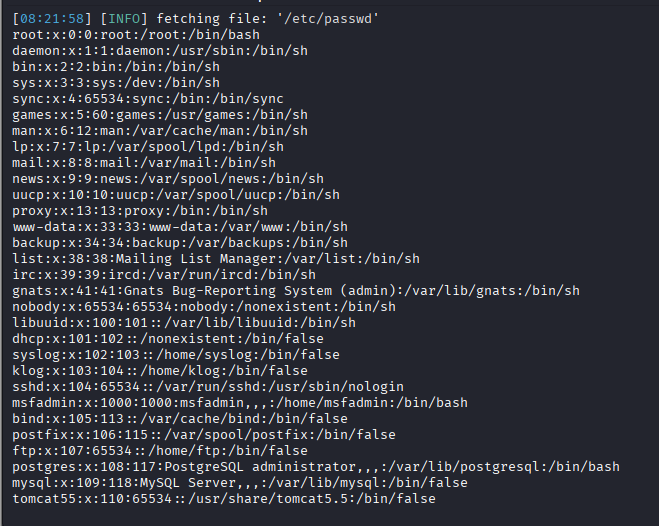 [08:21:58] [INFO] fetching file: '/etc/passwd'
root:x:0:0:root:/root:/bin/bash
daemon:x:1:1:daemon:/usr/sbin:/bin/sh
bin:x:2:2:bin:/bin:/bin/sh
sys:x:3:3:sys:/dev:/bin/sh
sync:x:4:65534:sync:/bin:/bin/sync
games:x:5:60:games:/usr/games:/bin/sh
man:x:6:12:man:/var/cache/man:/bin/sh
lp:x:7:7:lp:/var/spool/lpd:/bin/sh
mail:x:8:8:mail:/var/mail:/bin/sh
news:x:9:9:news:/var/spool/news:/bin/sh
uucp:x:10:10:uucp:/var/spool/uucp:/bin/sh
proxy:x:13:13:proxy:/bin:/bin/sh
www-data:x:33:33:www-data:/var/www:/bin/sh
backup:x:34:34:backup:/var/backups:/bin/sh
list:x:38:38:Mailing List Manager:/var/list:/bin/sh
irc:x:39:39:ircd:/var/run/ircd:/bin/sh
gnats:x:41:41:Gnats Bug-Reporting System (admin):/var/lib/gnats:/bin/sh
nobody:x:65534:65534:nobody:/nonexistent:/bin/sh
libuuid:x:100:101::/var/lib/libuuid:/bin/sh
dhcp:x:101:102::/nonexistent:/bin/false
syslog:x:102:103::/home/syslog:/bin/false
klog:x:103:104::/home/klog:/bin/false
sshd:x:104:65534::/var/run/sshd:/usr/sbin/nologin
msfadmin:x:1000:1000:msfadmin,,,:/home/msfadmin:/bin/bash
bind:x:105:113::/var/cache/bind:/bin/false
postfix:x:106:115::/var/spool/postfix:/bin/false
ftp:x:107:65534::/home/ftp:/bin/false
postgres:x:108:117:PostgreSQL administrator,,,:/var/lib/postgresql:/bin/bash
mysql:x:109:118:MySQL Server,,,:/var/lib/mysql:/bin/false
tomcat55:x:110:65534::/usr/share/tomcat5.5:/bin/false